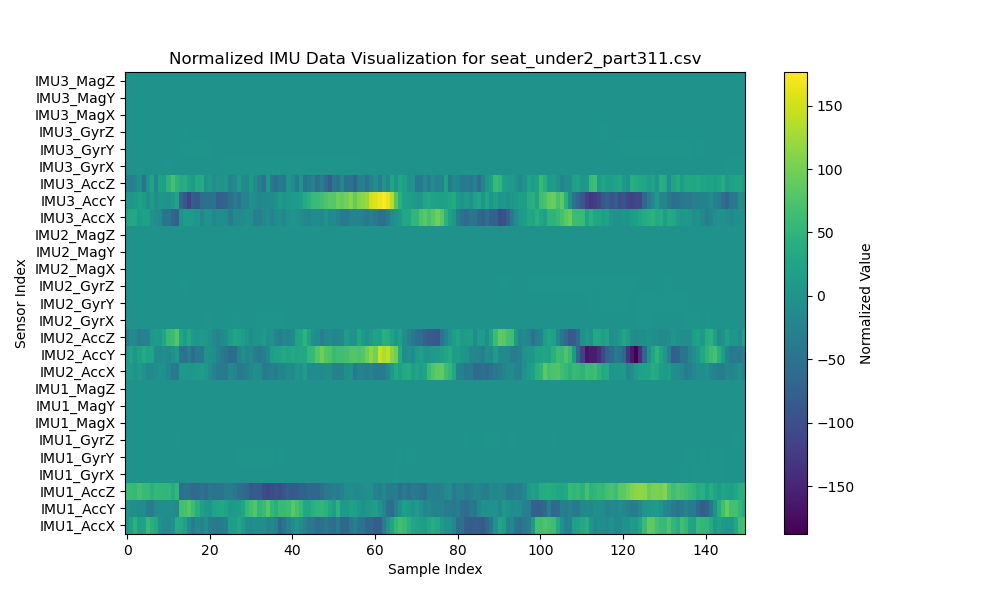 Normalized IMU Data Visualization for seat_under2_part311.csv
IMU3_MagZ
IMU3_MagY
IMU3_MagX
IMU3_GyrZ
IMU3_GyrY
IMU3_GyrX
IMU3_AccZ
IMU3_AccY
IMU3_AccX
IMU2_MagZ
IMU2_MagY
IMU2_MagX
IMU2_GyrZ
IMU2_GyrY
IMU2_GyrX
IMU2_AccZ
IMU2_AccY
IMU2_AccX
IMU1_MagZ
IMU1_MagY
IMU1_MagX
IMU1_GyrZ
IMU1_GyrY
IMU1_GyrX
IMU1_AccZ
IMU1_AccY
IMU1_AccX
Sensor Index
0 20 40 60 80 100 120 140
Sample Index
150
100
50
0
−50
−100
−150
Normalized Value